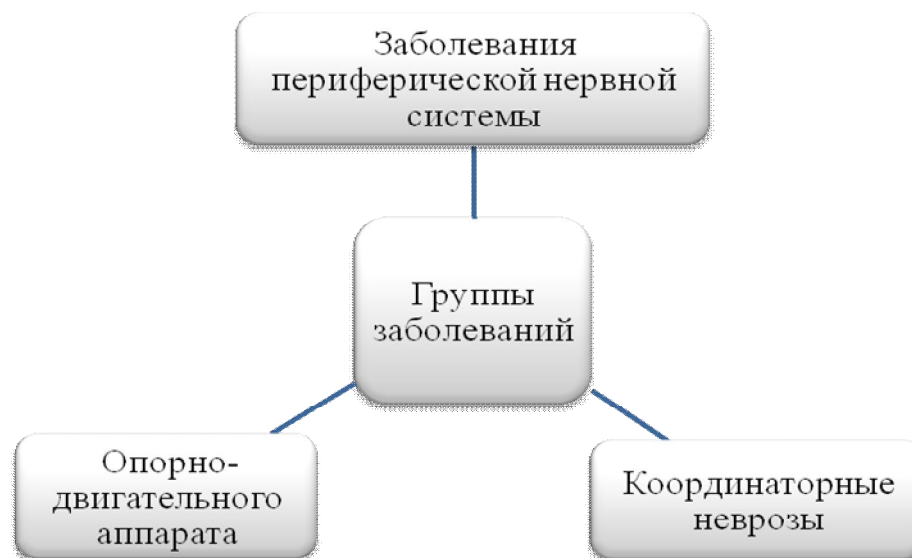 Заболевания
периферической нервной
системы
Группы
заболеваний
Опорно-
двигательного
аппарата
Координаторные
неврозы